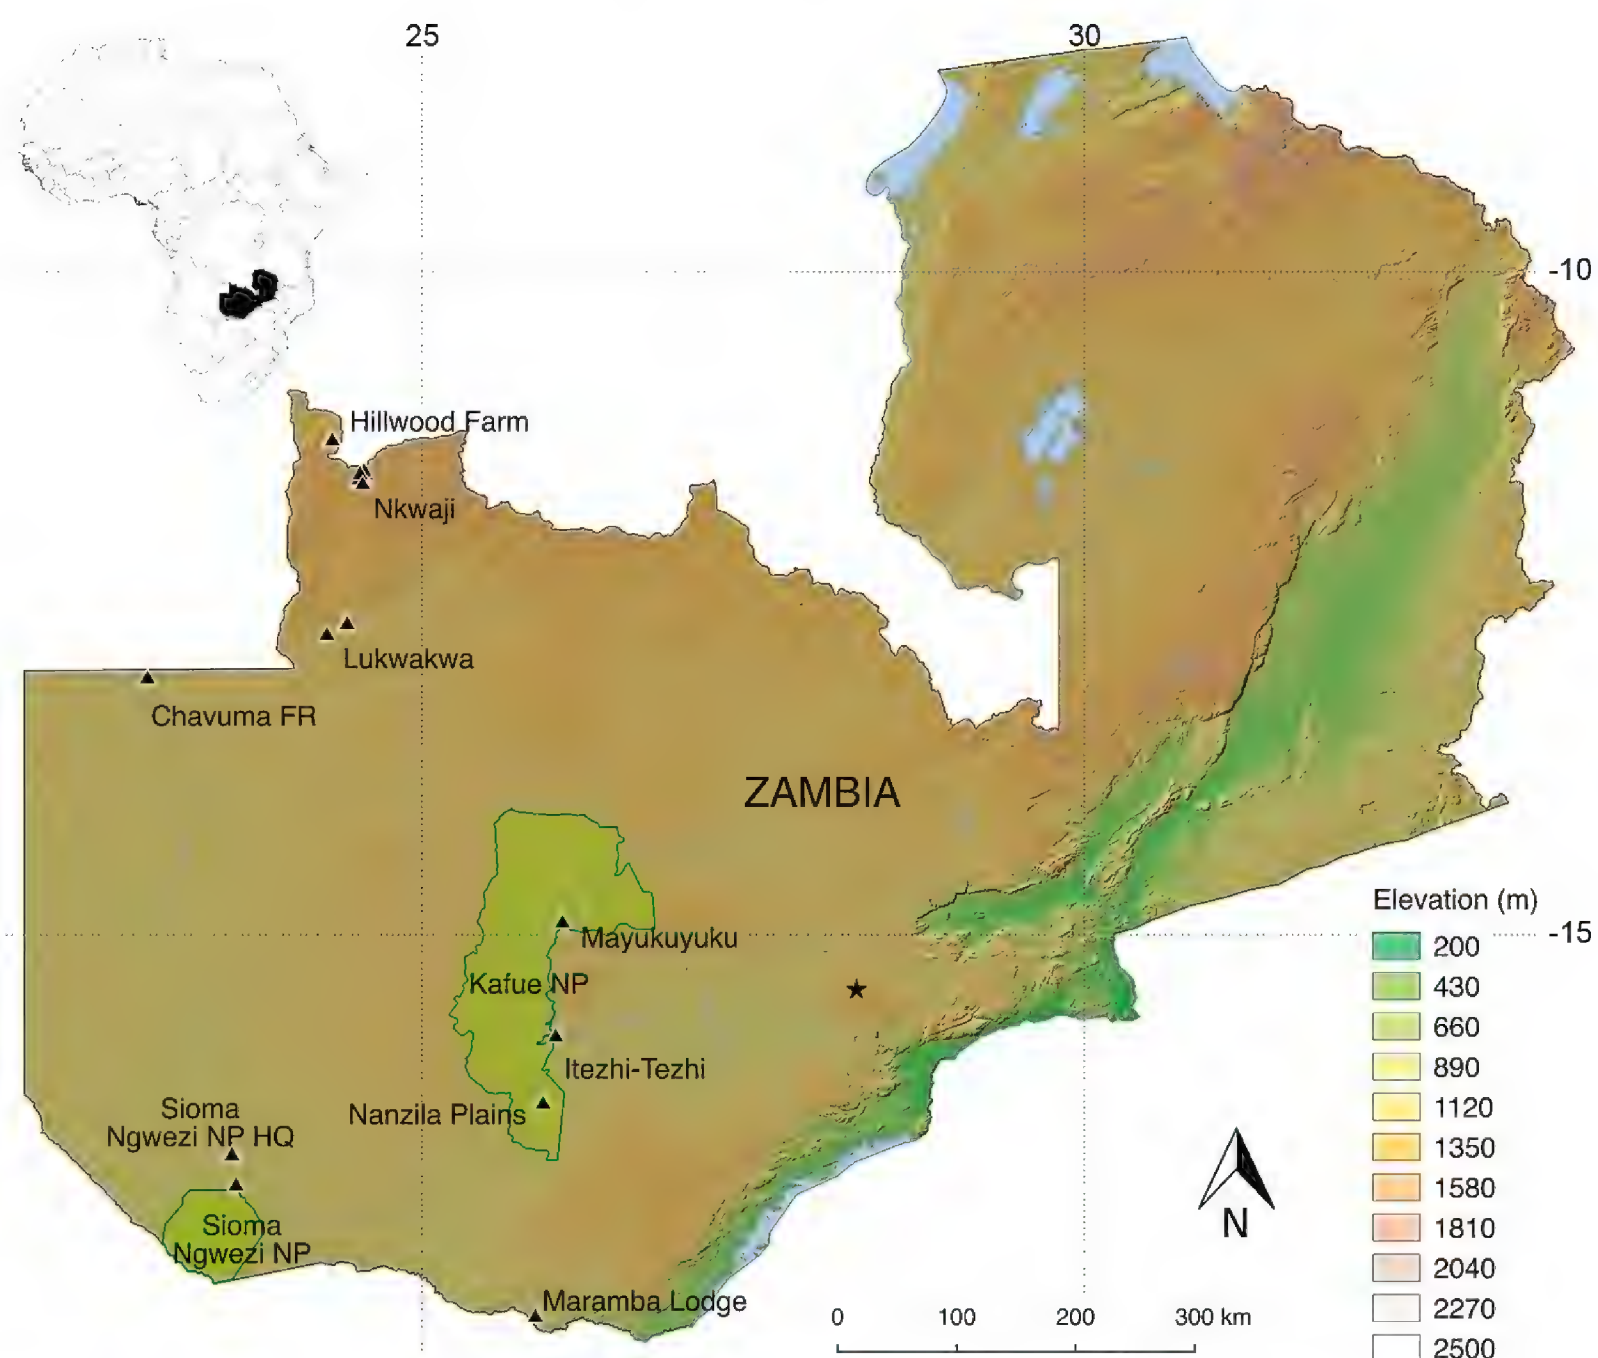 25
30
-10
Hillwood Farm
Nkwaji
Lukwakwa
Chavuma FR
ZAMBIA
Mayukuyuku
-15
Kafue NP
Itezhi-Tezhi
Nanzila Plains
Sioma
Ngwezi NP HQ
Sioma
Ngwezi NP
Maramba Lodge
Elevation (m)
200
430
660
890
1120
1350
1580
1810
2040
2270
2500
N
0 100 200 300 km